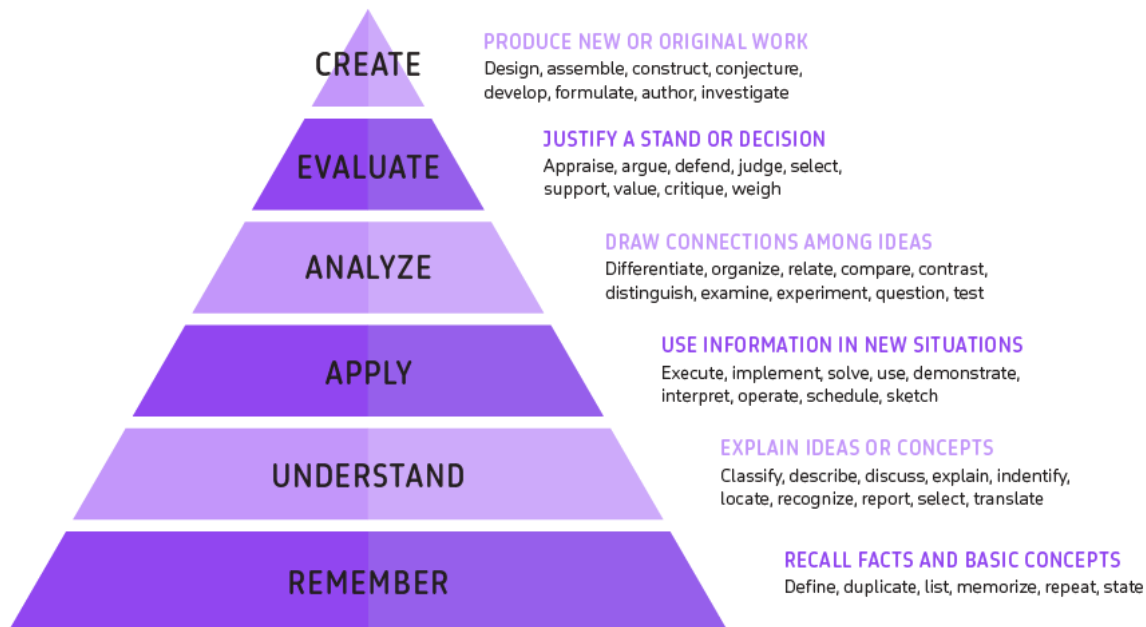 CREATE
PRODUCE NEW OR ORIGINAL WORK
Design, assemble, construct, conjecture,
develop, formulate, author, investigate
EVALUATE
JUSTIFY A STAND OR DECISION
Appraise, argue, defend, judge, select,
support, value, critique, weigh
ANALYZE
DRAW CONNECTIONS AMONG IDEAS
Differentiate, organize, relate, compare, contrast,
distinguish, examine, experiment, question, test
APPLY
USE INFORMATION IN NEW SITUATIONS
Execute, implement, solve, use, demonstrate,
interpret, operate, schedule, sketch
UNDERSTAND
EXPLAIN IDEAS OR CONCEPTS
Classify, describe, discuss, explain, indentify,
locate, recognize, report, select, translate
REMEMBER
RECALL FACTS AND BASIC CONCEPTS
Define, duplicate, list, memorize, repeat, state